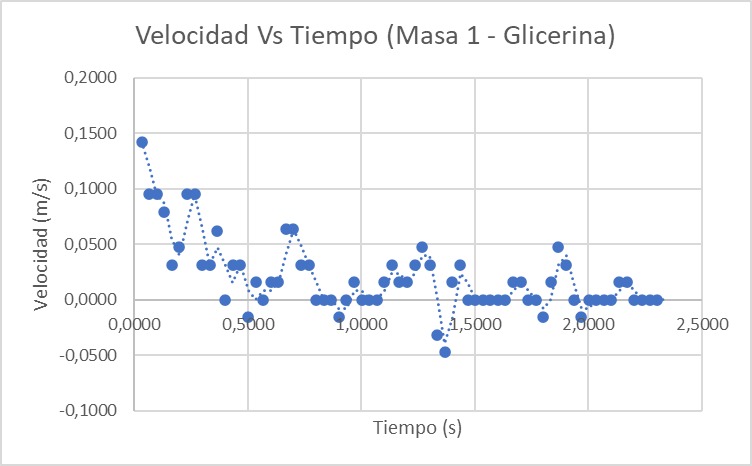 Velocidad Vs Tiempo (Masa 1 - Glicerina)
0,2000
0,1500
0,1000
0,0500
0,0000
-0,0500
-0,1000
Velocidad (m/s)
0,0000 0,5000 1,0000 1,5000 2,0000 2,5000
Tiempo (s)